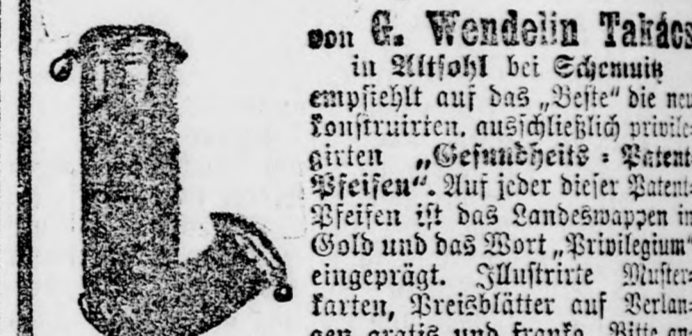 von G. Wendelin Takács
in Altsohl bei Schemnitz
empfiehlt auf das „Beste" die neu
konstruirten, ausschließlich privile-
girten „Gesundheits = Patent
Pfeifen". Auf jeder dieser Patent-
Pfeifen ist das Landeswappen in
Gold und das Wort „Privilegium"
eingeprägt. Illustrirte Muster-
karten, Preisblätter auf Verlan-
gen gratis und franko. Bitte